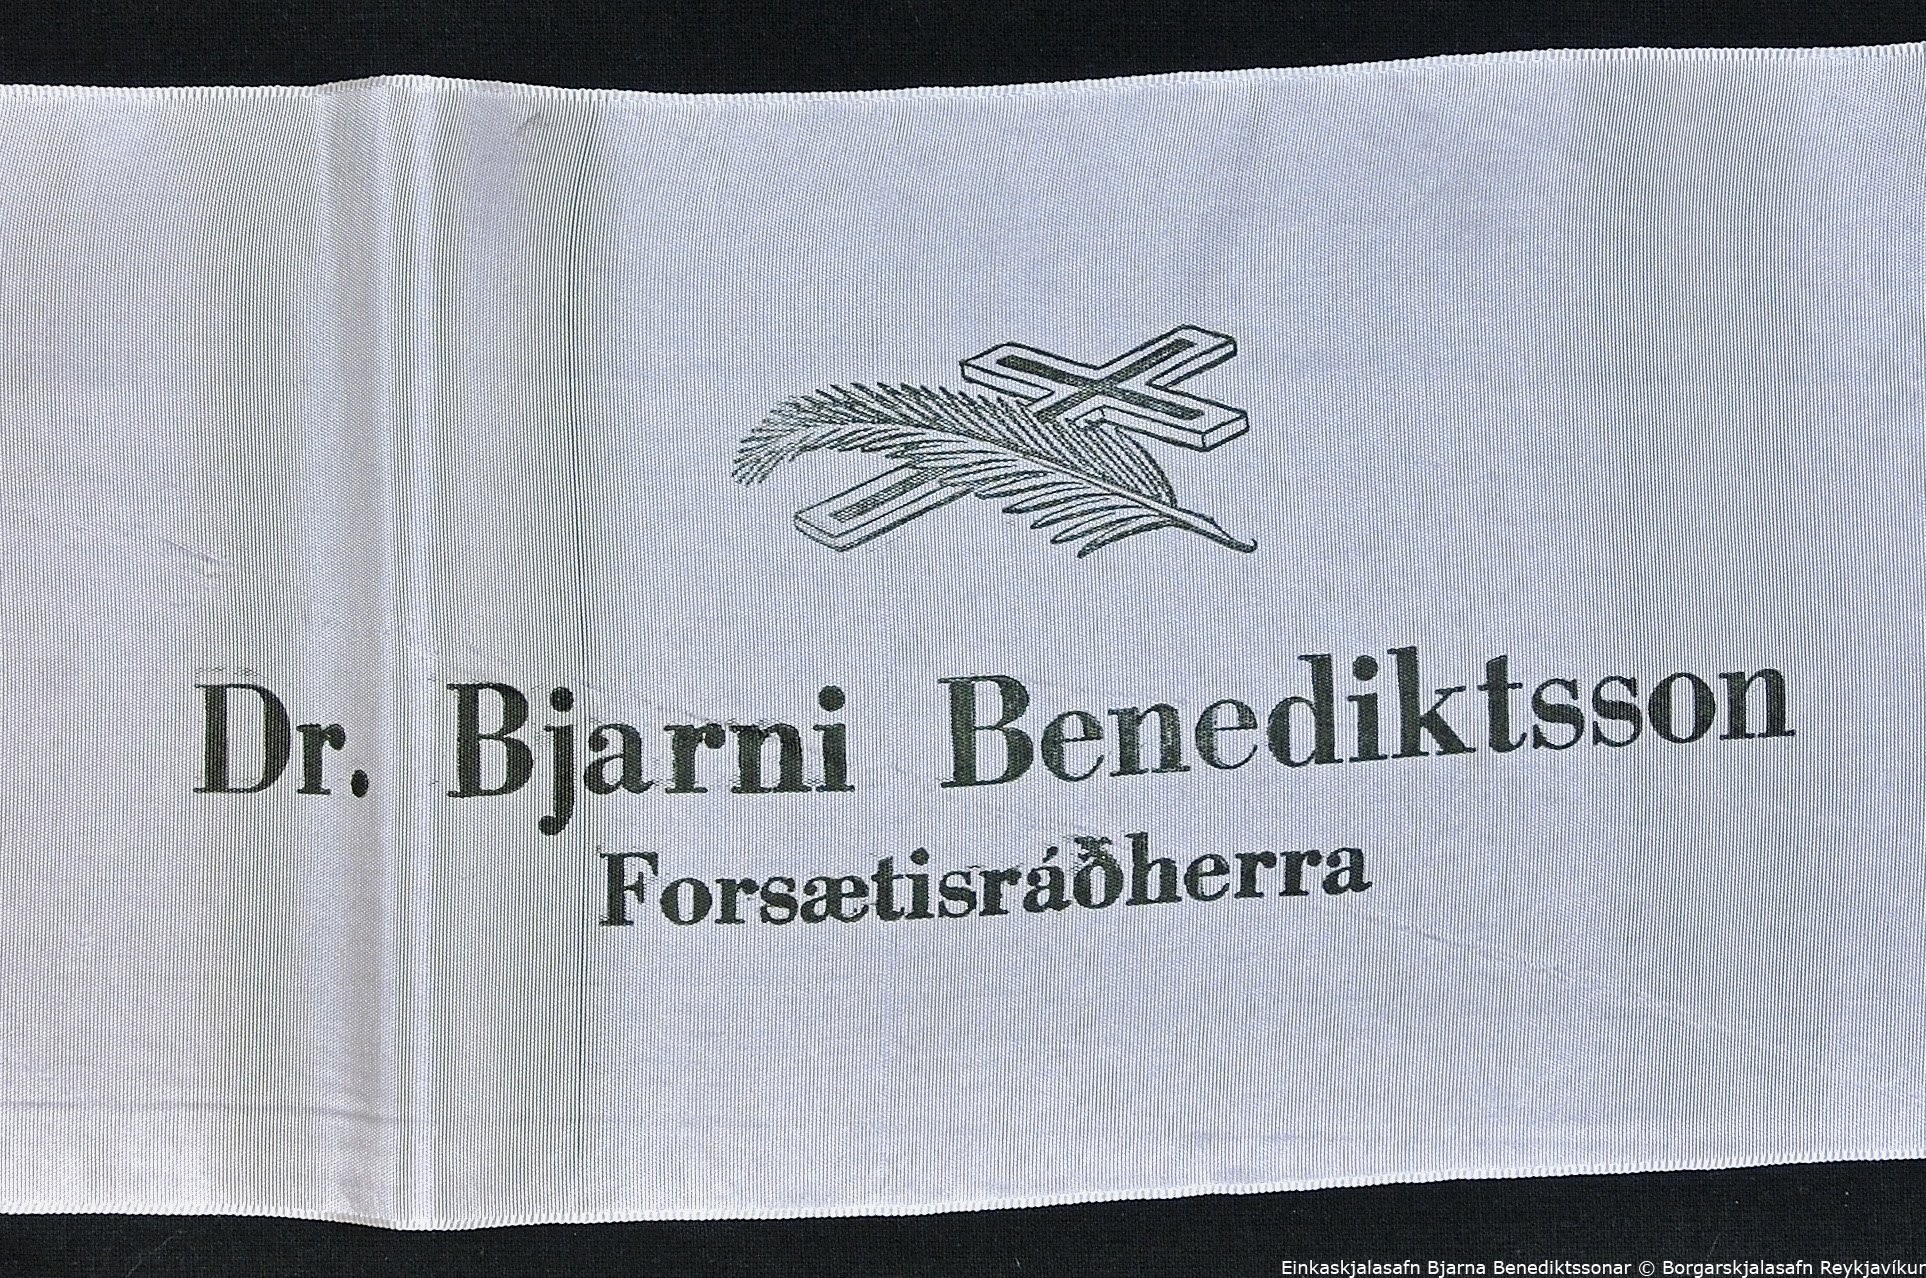 Dr. Bjarni Benediktsson
Forsætisráðherra
Einkaskjalasafn Bjarna Benediktssonar © Borgarskjalasafn Reykjavíkur